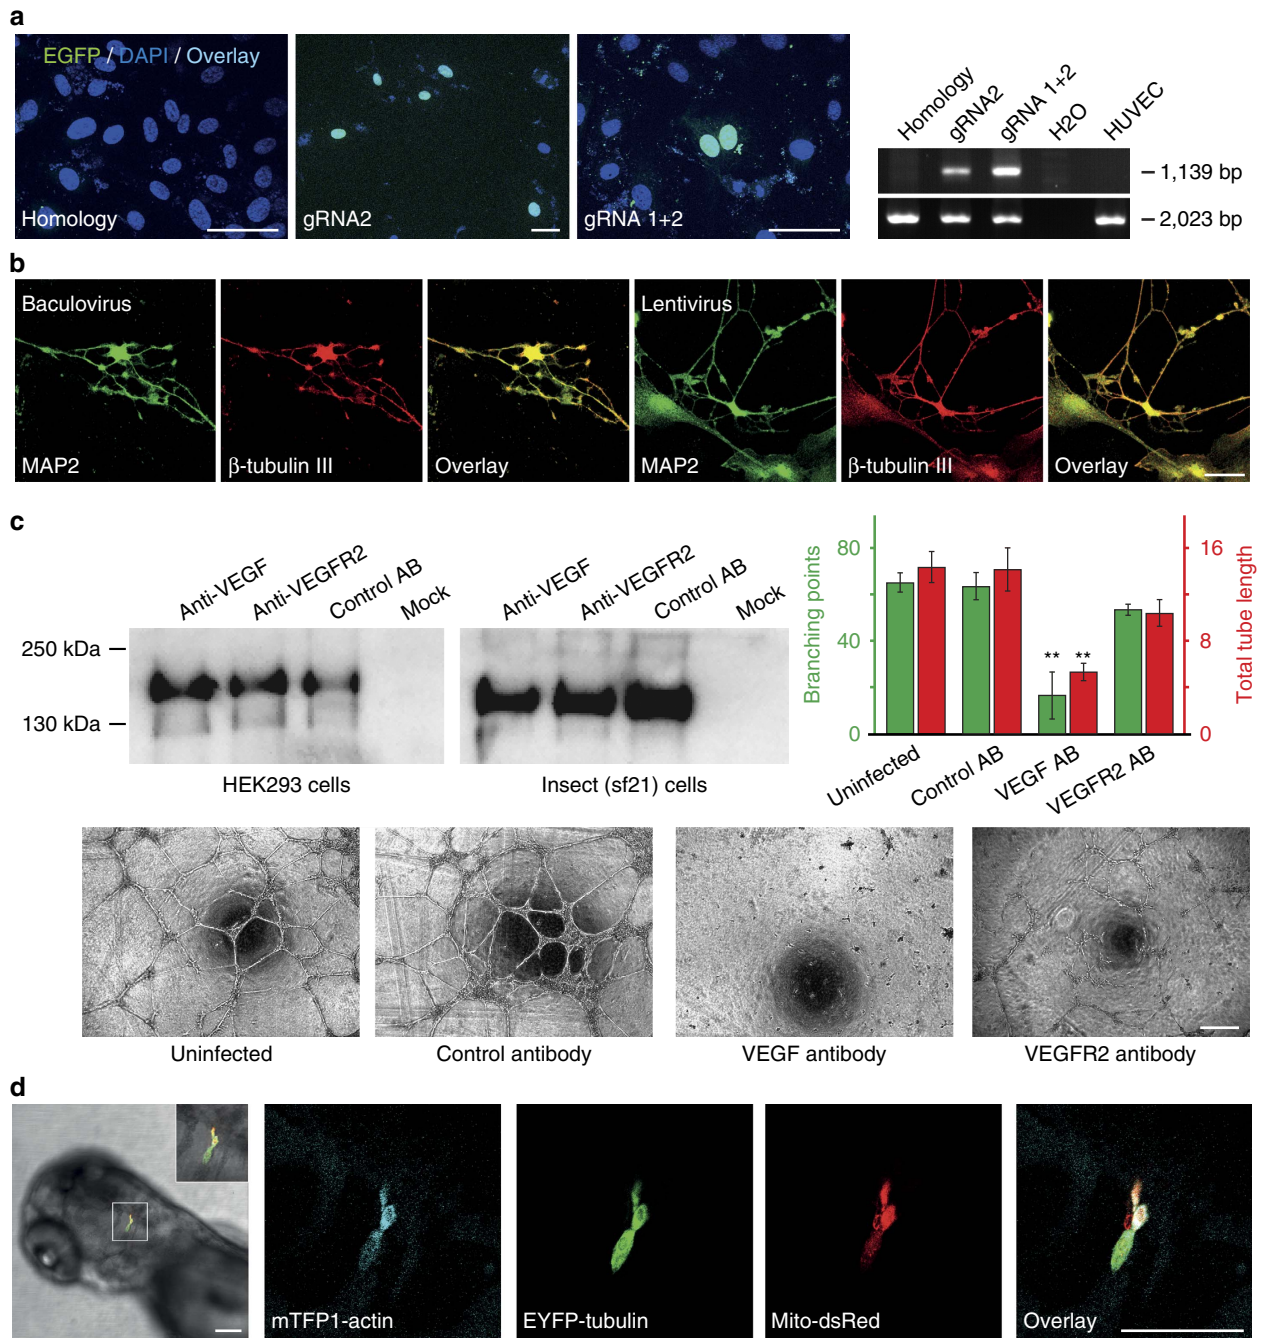 a
EGFP / DAPI / Overlay
Homology
gRNA2
gRNA 1+2
Homology
gRNA2
gRNA 1+2
H2O
HUVEC
1,139 bp
2,023 bp
b
Baculovirus
MAP2
β-tubulin III
Overlay
Lentivirus
MAP2
β-tubulin III
Overlay
c
Anti-VEGF
Anti-VEGFR2
Control AB
Mock
250 kDa
130 kDa
HEK293 cells
Anti-VEGF
Anti-VEGFR2
Control AB
Mock
Insect (sf21) cells
Branching points
80
40
0
** **
16
8
0
Total tube length
Uninfected
Control AB
VEGF AB
VEGFR2 AB
Uninfected
Control antibody
VEGF antibody
VEGFR2 antibody
d
mTFP1-actin
EYFP-tubulin
Mito-dsRed
Overlay